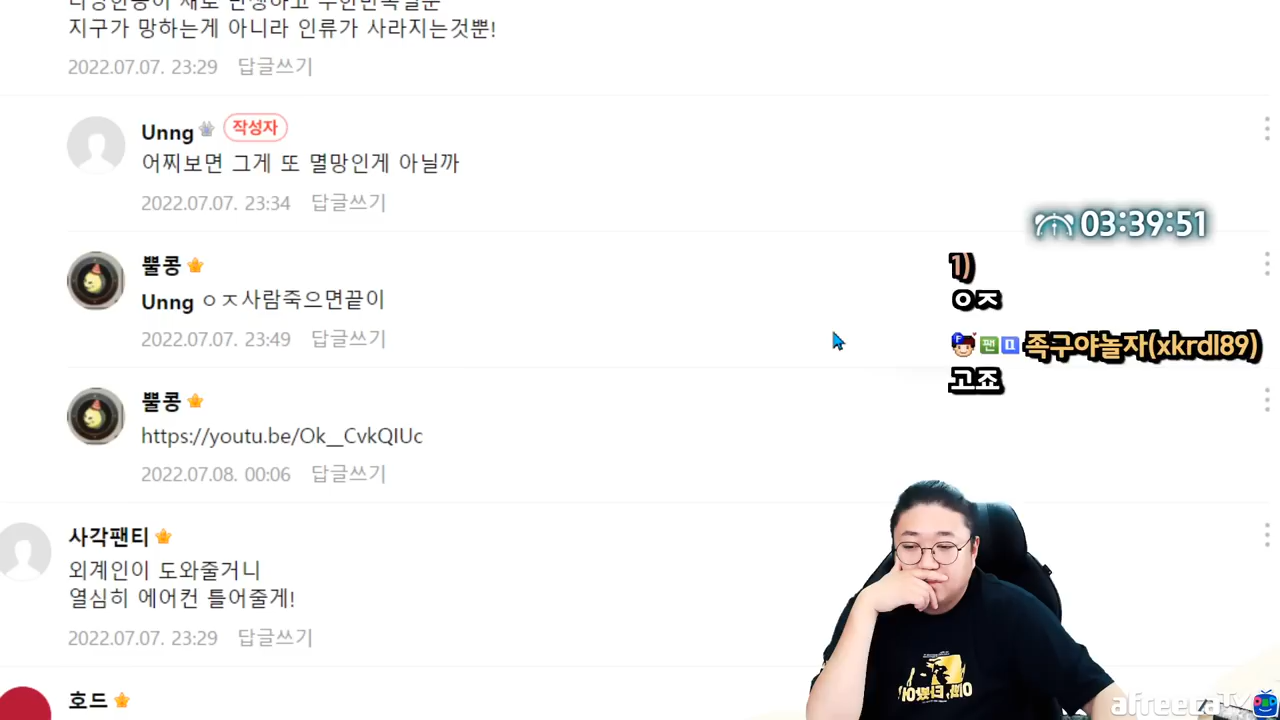 지구가 망하는게 아니라 인류가 사라지는것뿐!
2022.07.07. 23:29 답글쓰기
Unng 작성자
어찌보면 그게 또 멸망인게 아닐까
2022.07.07. 23:34 답글쓰기
뿔콩
Unng ㅇㅈ사람죽으면끝이
2022.07.07. 23:49 답글쓰기
뿔콩
https://youtu.be/Ok__CvkQIUc
2022.07.08. 00:06 답글쓰기
사각팬티
외계인이 도와줄거니
열심히 에어컨 틀어줄게!
2022.07.07. 23:29 답글쓰기
호드
03:39:51
1)
ㅇㅈ
족구야놀자(xkrdl89)
고죠
afreecaTV